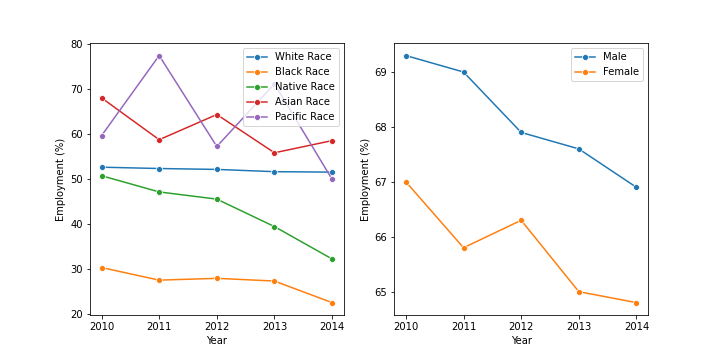 80
70
60
50
40
30
20
Employment (%)
2010 2011 2012 2013 2014
Year
White Race
Black Race
Native Race
Asian Race
Pacific Race
69
68
67
66
65
Employment (%)
2010 2011 2012 2013 2014
Year
Male
Female